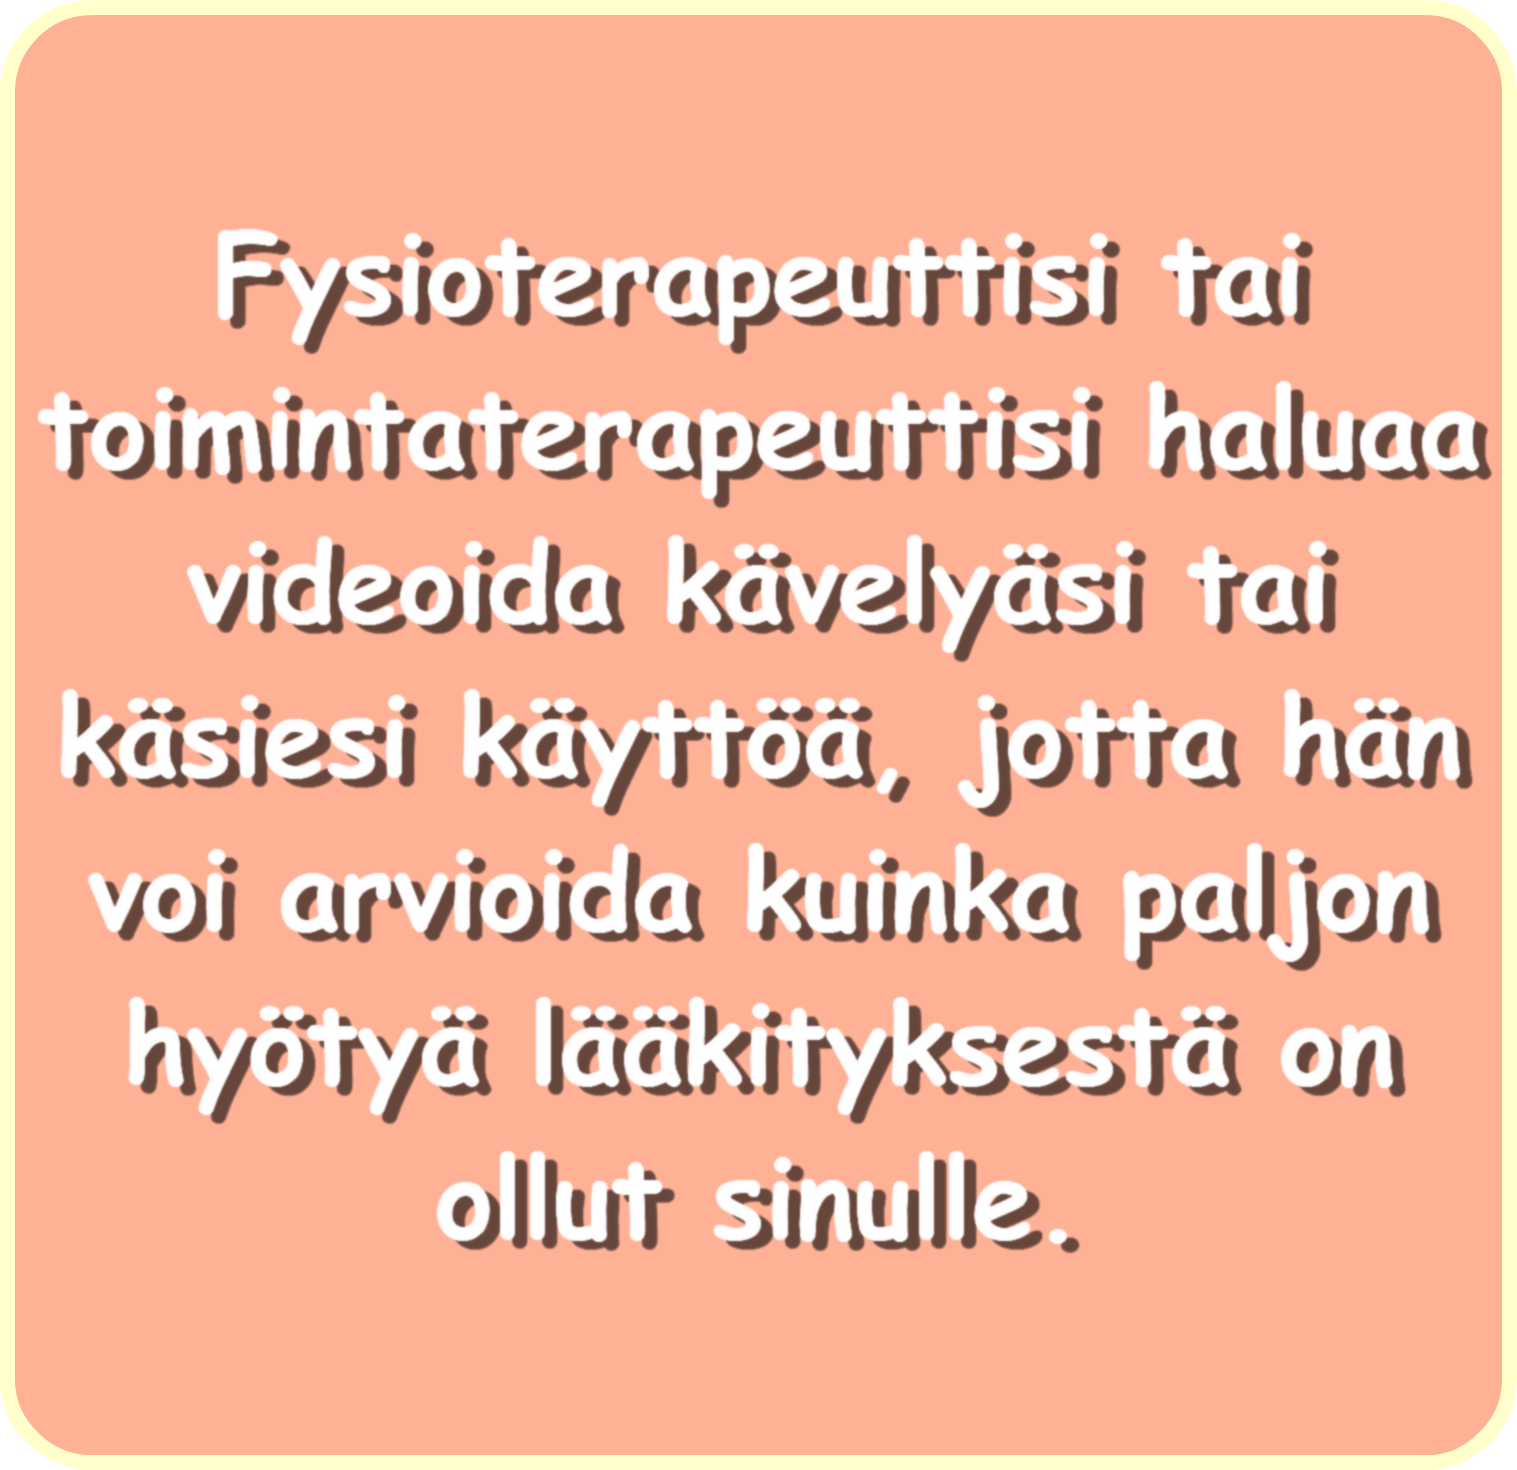 Fysioterapeuttisi tai
toimintaterapeuttisi haluaa
videoida kävelyäsi tai
käsiesi käyttöä, jotta hän
voi arvioida kuinka paljon
hyötyä lääkityksestä on
ollut sinulle.